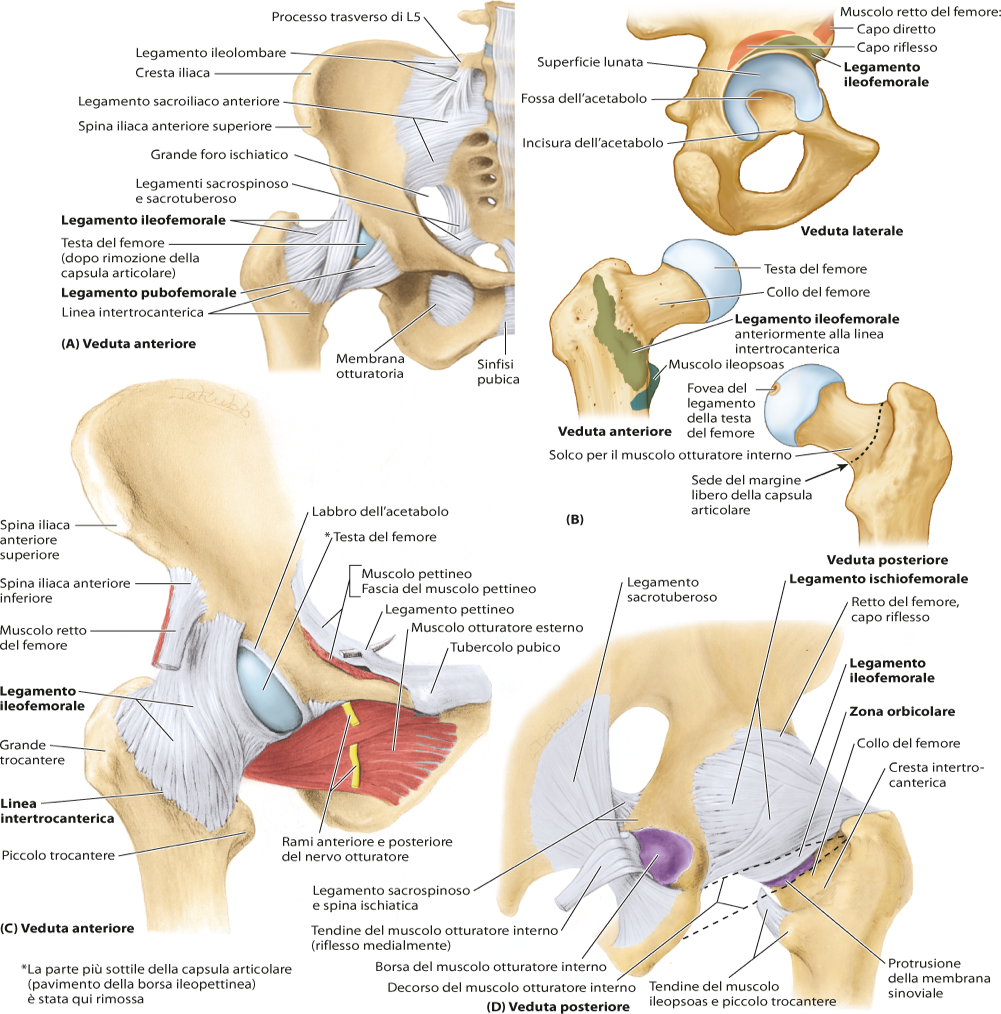 Processo trasverso di L5
Legamento ileolombare
Cresta iliaca
Legamento sacroiliaco anteriore
Spina iliaca anteriore superiore
Grande foro ischiatico
Legamenti sacrospinoso
e sacrotuberoso
Legamento ileofemorale
Testa del femore
(dopo rimozione della
capsula articolare)
Legamento pubofemorale
Linea intertrocanterica
(A) Veduta anteriore
Membrana
otturatoria
Sinfisi
pubica
Muscolo retto del femore:
Capo diretto
Capo riflesso
Legamento
ileofemorale
Superficie lunata
Fossa dell'acetabolo
Incisura dell'acetabolo
Veduta laterale
Testa del femore
Collo del femore
Legamento ileofemorale
anteriormente alla linea
intertrocanterica
Muscolo ileopsoas
Veduta anteriore
Fovea del
legamento
della testa
del femore
Solco per il muscolo otturatore interno
Sede del margine
libero della capsula
articolare
(B)
Veduta posteriore
Labbro dell'acetabolo
*Testa del femore
Muscolo pettineo
Fascia del muscolo pettineo
Legamento pettineo
Muscolo otturatore esterno
Tubercolo pubico
Spina iliaca
anteriore
superiore
Spina iliaca anteriore
inferiore
Muscolo retto
del femore
Legamento
ileofemorale
Grande
trocantere
Linea
intertrocanterica
Piccolo trocantere
Rami anteriore e posteriore
del nervo otturatore
(C) Veduta anteriore
*La parte più sottile della capsula articolare
(pavimento della borsa ileopettinea)
è stata qui rimossa
Legamento
sacrotuberoso
Legamento ischiofemorale
Retto del femore,
capo riflesso
Legamento
ileofemorale
Zona orbicolare
Collo del femore
Cresta intertro-
canterica
Legamento sacrospinoso
e spina ischiatica
Tendine del muscolo otturatore interno
(riflesso medialmente)
Borsa del muscolo otturatore interno
Decorso del muscolo otturatore interno
Tendine del muscolo
ileopsoas e piccolo trocantere
Protrusione
della membrana
sinoviale
(D) Veduta posteriore